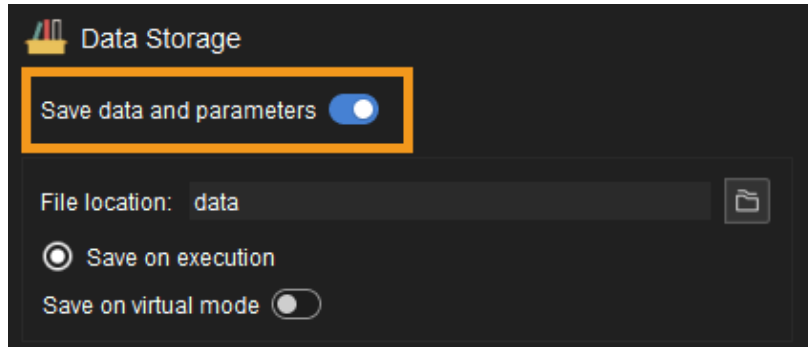 Data Storage
Save data and parameters
File location: data
Save on execution
Save on virtual mode